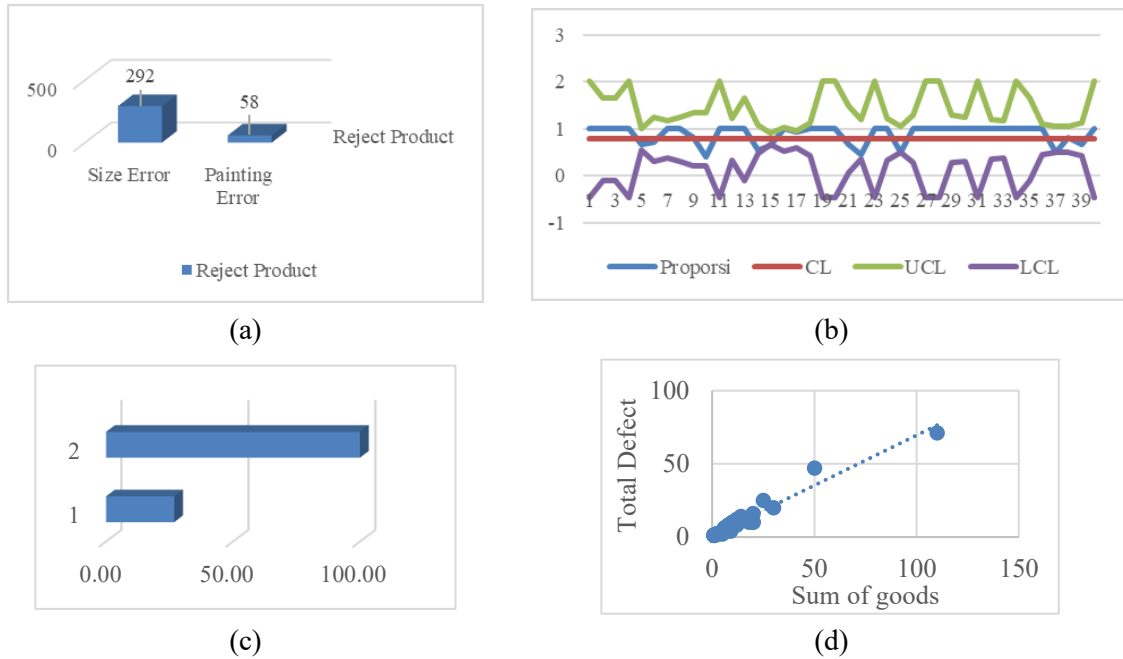 292
58
500
0
Reject Product
Size Error
Painting
Error
Reject Product
(a)
3
2
1
0
-1
1 3 5 7 9 11 13 15 17 19 21 23 25 27 29 31 33 35 37 39
Proporsi CL UCL LCL
(b)
2
1
0.00 50.00 100.00
(c)
Total Defect
100
50
0
0 50 100 150
Sum of goods
(d)